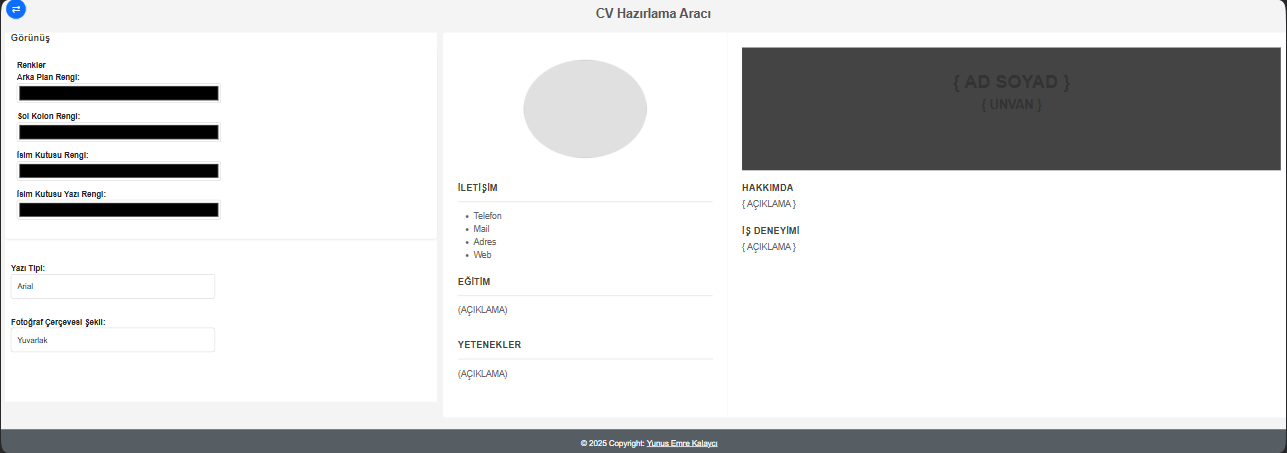 CV Hazırlama Aracı
Görünüş
Renkler
Arka Plan Rengi:
Sol Kolon Rengi:
İsim Kutusu Rengi:
İsim Kutusu Yazı Rengi:
Yazı Tipi:
Arial
Fotoğraf Çerçevesi Şekli:
Yuvarlak
İLETİŞİM
Telefon
Mail
Adres
Web
EĞİTİM
(AÇIKLAMA)
YETENEKLER
(AÇIKLAMA)
{ AD SOYAD }
{ UNVAN }
HAKKIMDA
{ AÇIKLAMA }
İŞ DENEYİMİ
{ AÇIKLAMA }
© 2025 Copyright: Yunus Emre Kalaycı